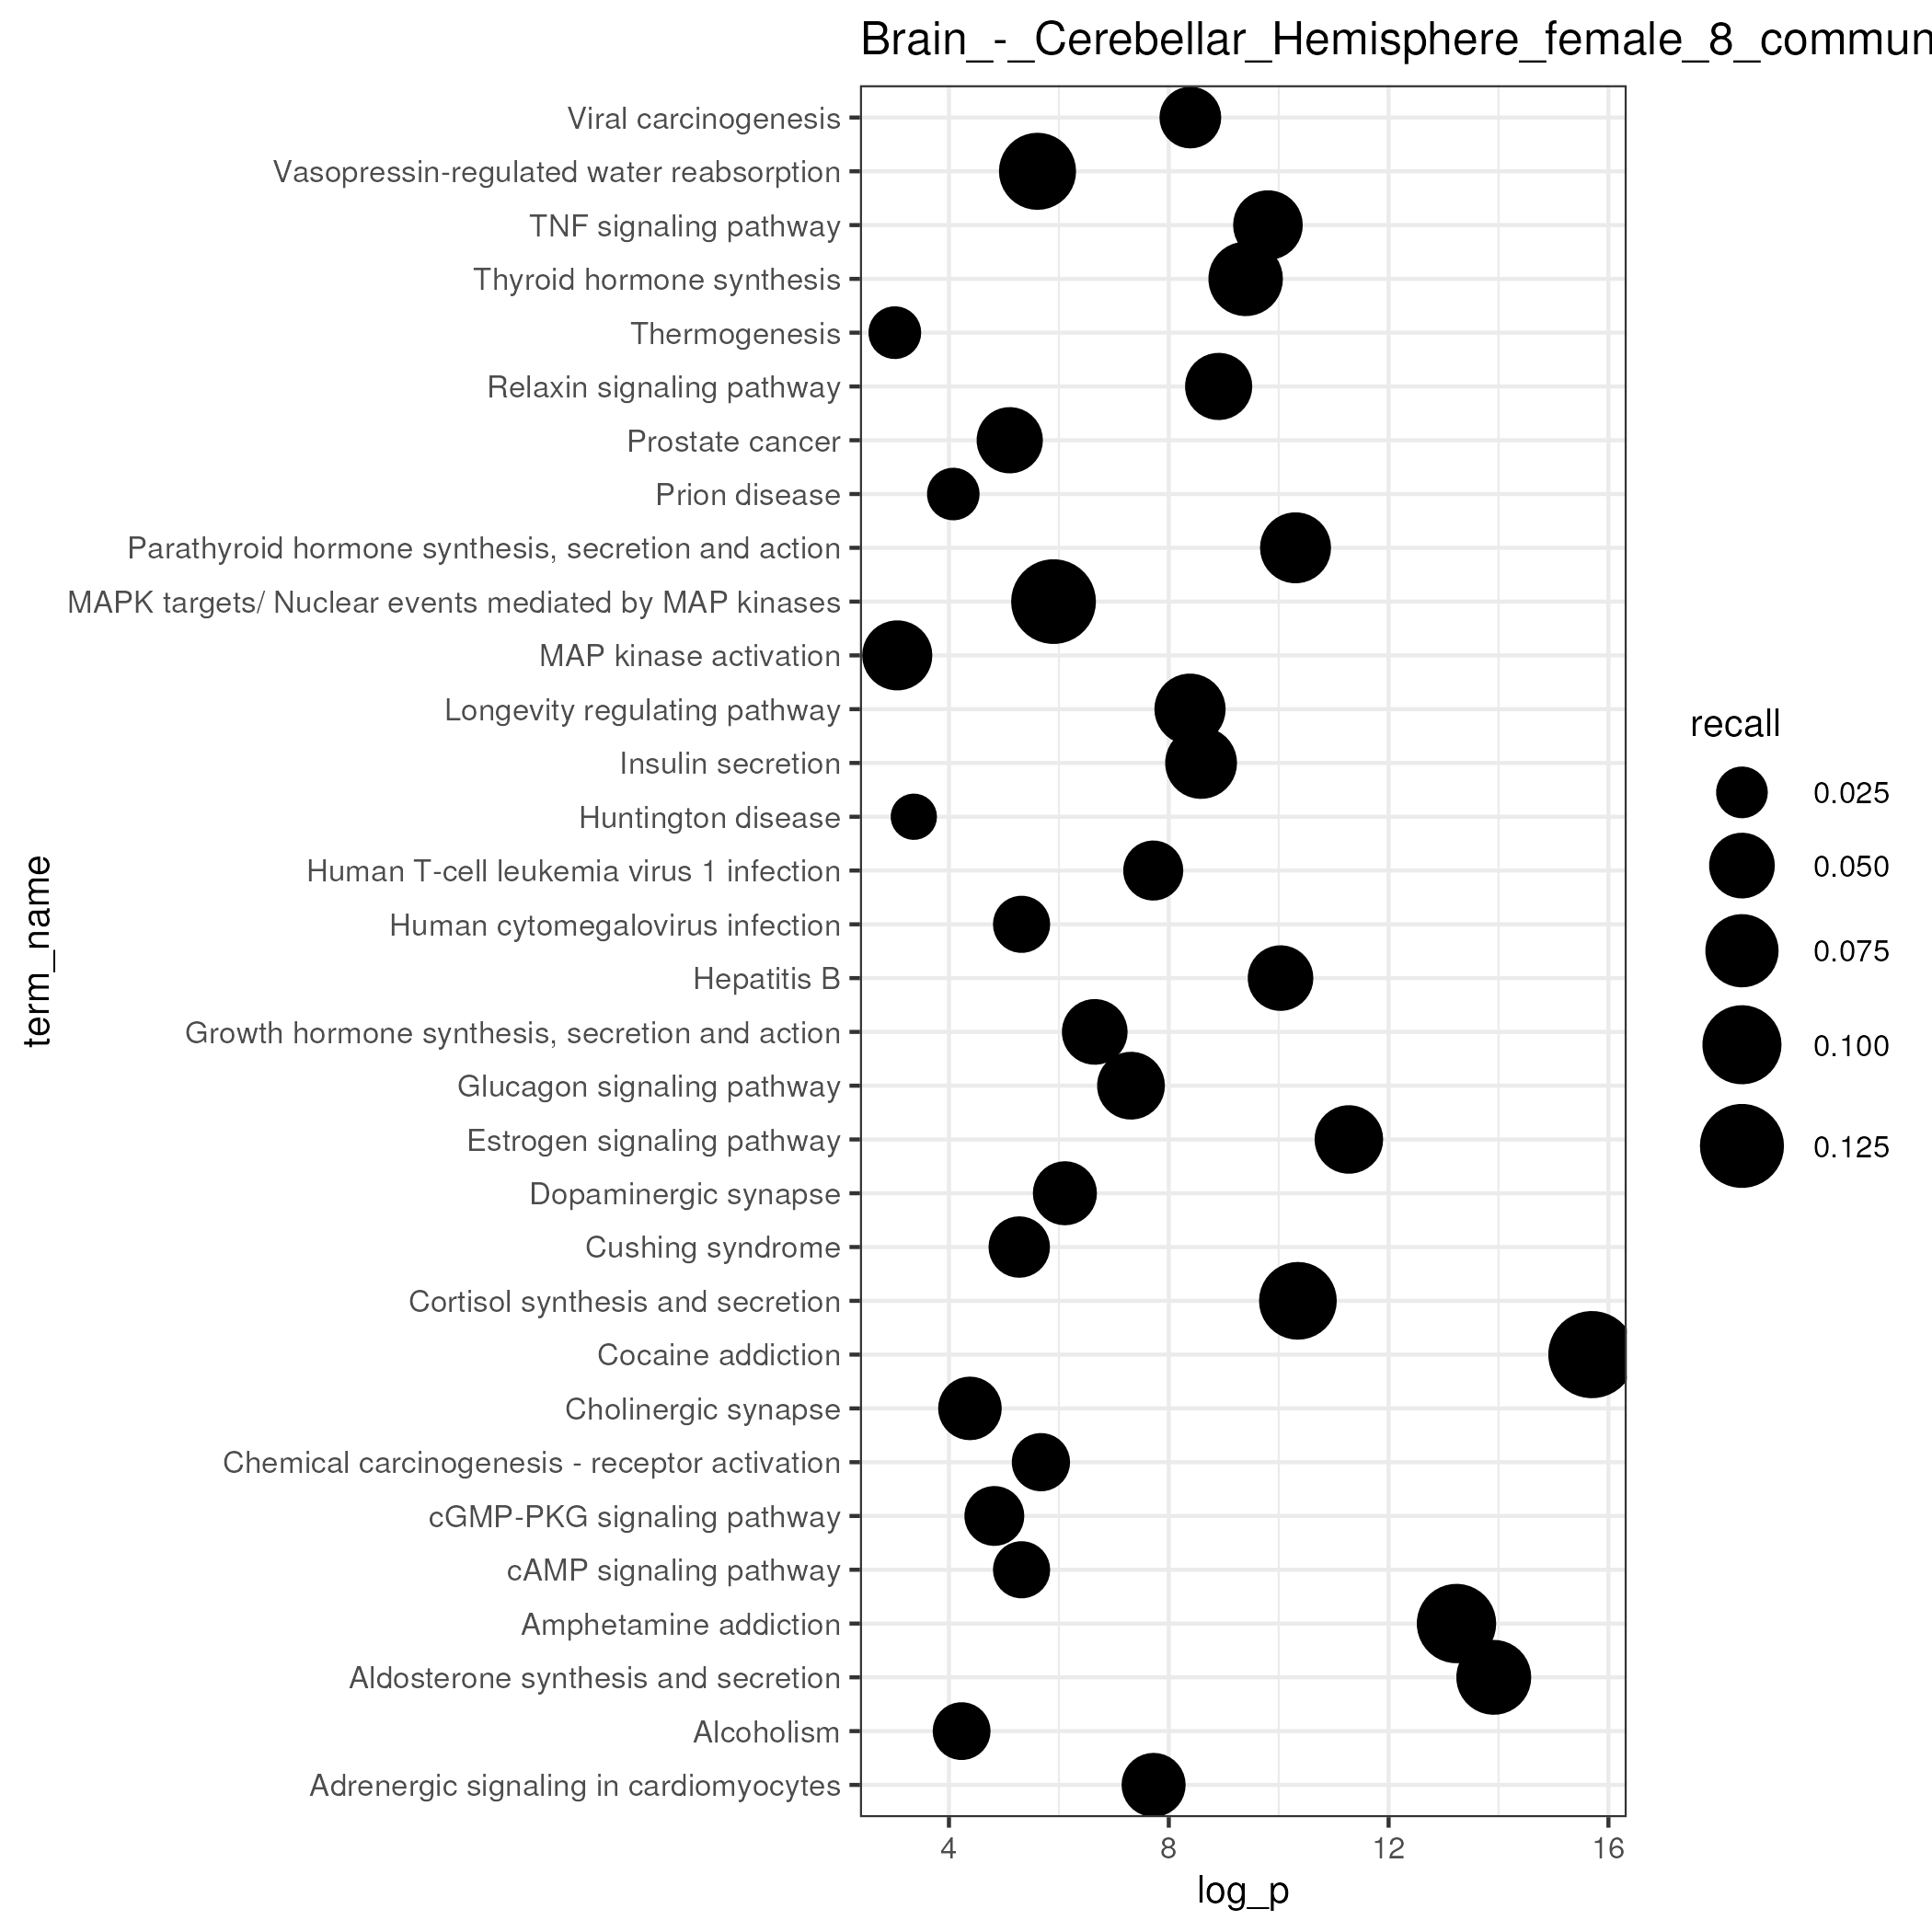 Brain_-_Cerebellar_Hemisphere_female_8_commun
Viral carcinogenesis
Vasopressin-regulated water reabsorption
TNF signaling pathway
Thyroid hormone synthesis
Thermogenesis
Relaxin signaling pathway
Prostate cancer
Prion disease
Parathyroid hormone synthesis, secretion and action
MAPK targets/ Nuclear events mediated by MAP kinases
MAP kinase activation
Longevity regulating pathway
Insulin secretion
Huntington disease
Human T-cell leukemia virus 1 infection
Human cytomegalovirus infection
Hepatitis B
Growth hormone synthesis, secretion and action
Glucagon signaling pathway
Estrogen signaling pathway
Dopaminergic synapse
Cushing syndrome
Cortisol synthesis and secretion
Cocaine addiction
Cholinergic synapse
Chemical carcinogenesis - receptor activation
cGMP-PKG signaling pathway
cAMP signaling pathway
Amphetamine addiction
Aldosterone synthesis and secretion
Alcoholism
Adrenergic signaling in cardiomyocytes
term_name
4 8 12 16
log_p
recall
0.025
0.050
0.075
0.100
0.125